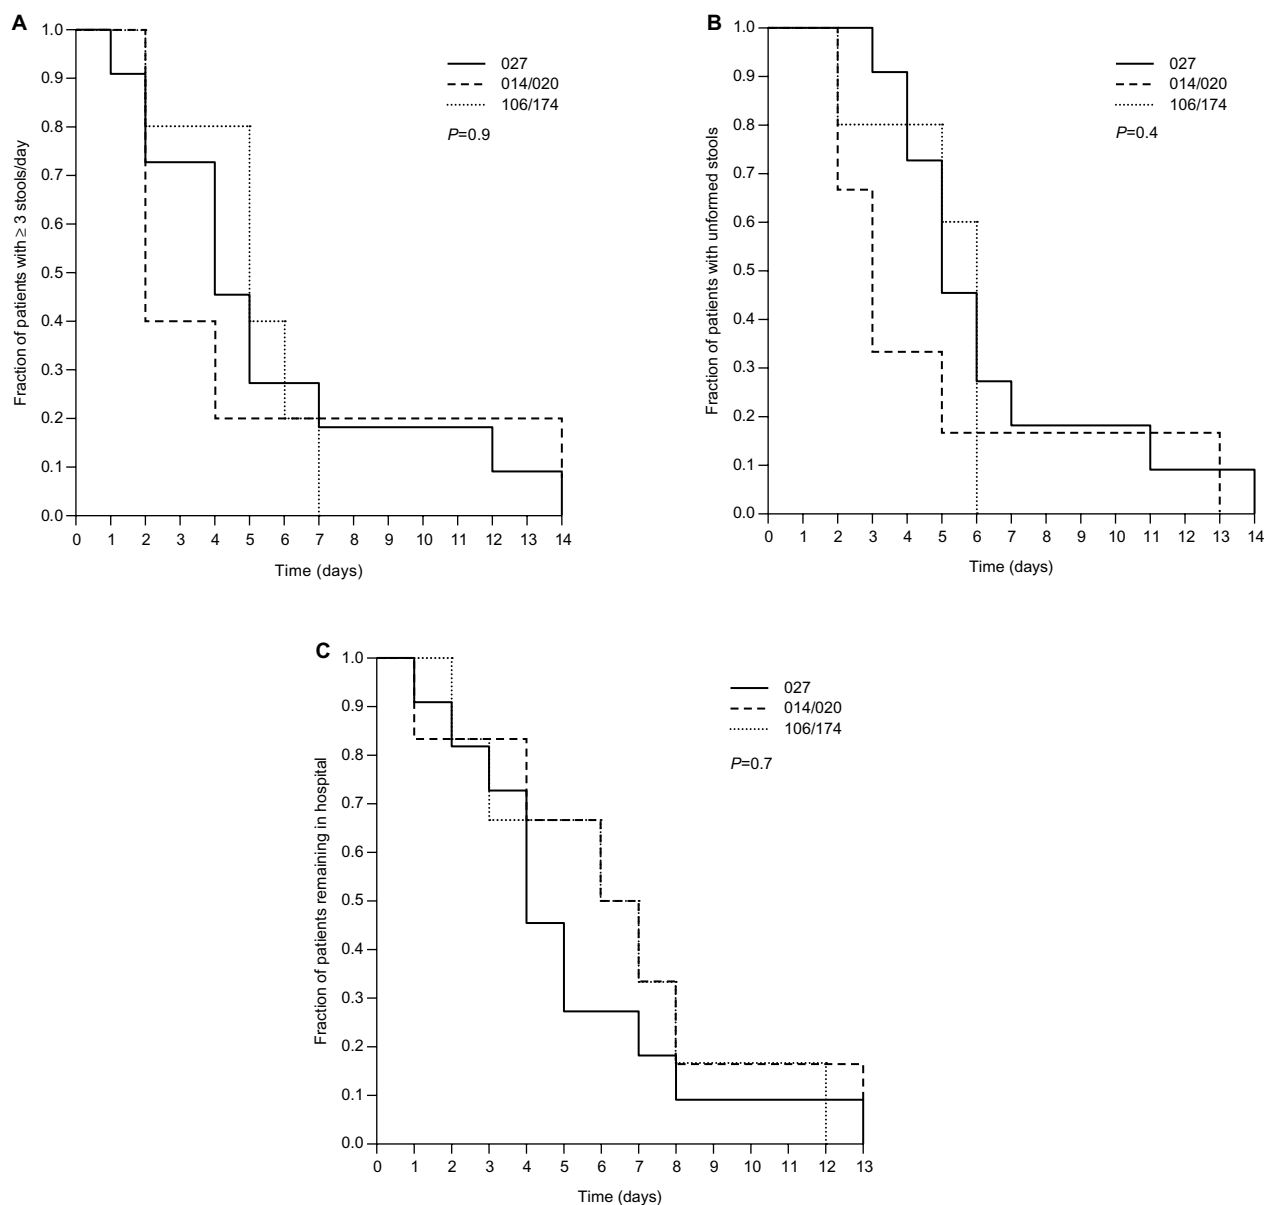 A
Fraction of patients with ≥ 3 stools/day
1.0
0.9
0.8
0.7
0.6
0.5
0.4
0.3
0.2
0.1
0.0
0 1 2 3 4 5 6 7 8 9 10 11 12 13 14
Time (days)
027
014/020
106/174
P=0.9
B
Fraction of patients with unformed stools
1.0
0.9
0.8
0.7
0.6
0.5
0.4
0.3
0.2
0.1
0.0
0 1 2 3 4 5 6 7 8 9 10 11 12 13 14
Time (days)
027
014/020
106/174
P=0.4
C
Fraction of patients remaining in hospital
1.0
0.9
0.8
0.7
0.6
0.5
0.4
0.3
0.2
0.1
0.0
0 1 2 3 4 5 6 7 8 9 10 11 12 13
Time (days)
027
014/020
106/174
P=0.7